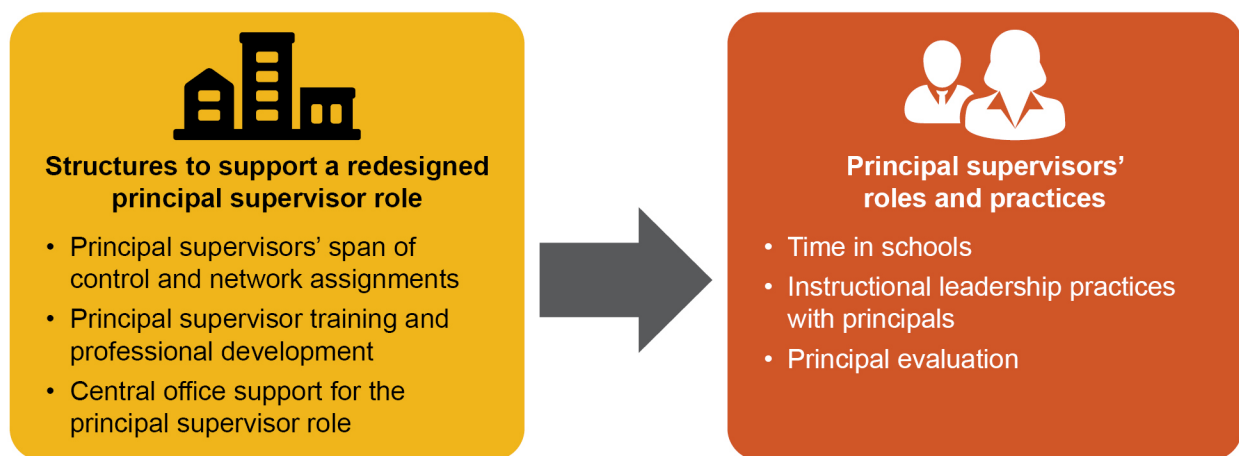 Structures to support a redesigned
principal supervisor role
• Principal supervisors’ span of
control and network assignments
• Principal supervisor training and
professional development
• Central office support for the
principal supervisor role
Principal supervisors’
roles and practices
• Time in schools
• Instructional leadership practices
with principals
• Principal evaluation